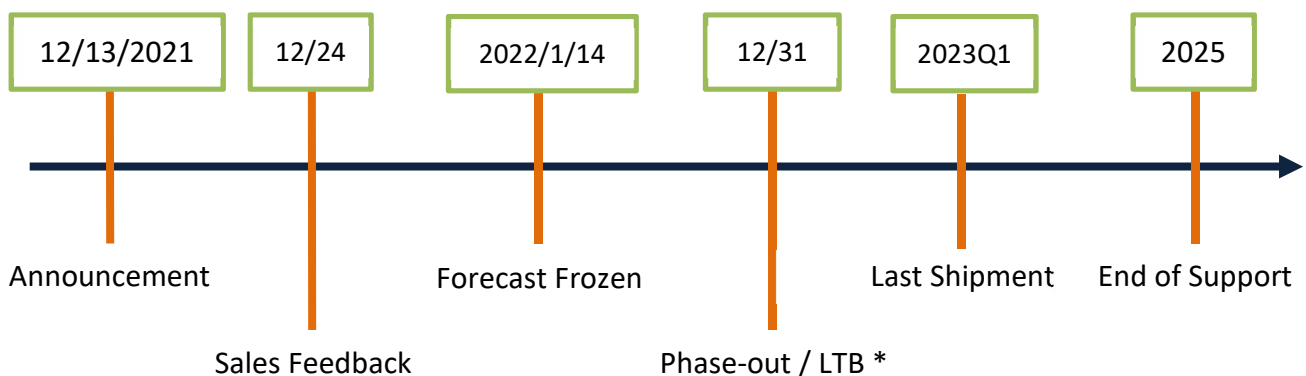 12/13/2021
12/24
2022/1/14
12/31
2023Q1
2025
Announcement
Forecast Frozen
Last Shipment
End of Support
Sales Feedback
Phase-out / LTB *